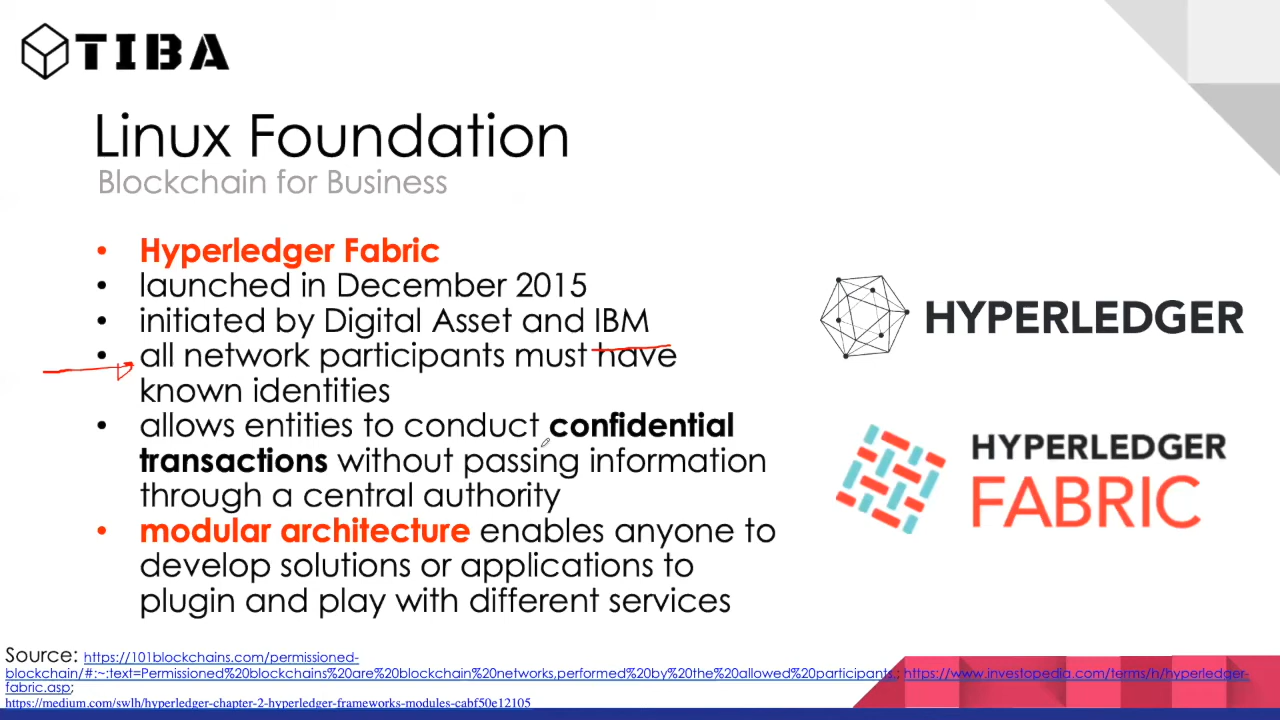 TIBA
Linux Foundation
Blockchain for Business
• Hyperledger Fabric
• launched in December 2015
• initiated by Digital Asset and IBM
• all network participants must have
known identities
• allows entities to conduct confidential
transactions without passing information
through a central authority
• modular architecture enables anyone to
develop solutions or applications to
plugin and play with different services
HYPERLEDGER
HYPERLEDGER
FABRIC
Source: https://101blockchains.com/permissioned-
blockchain/#:~:text=Permissioned%20blockchains%20are%20blockchain%20networks,performed%20by%20the%20allowed%20participants.; https://www.investopedia.com/terms/h/hyperledger-
fabric.asp;
https://medium.com/swlh/hyperledger-chapter-2-hyperledger-frameworks-modules-cabf50e12105